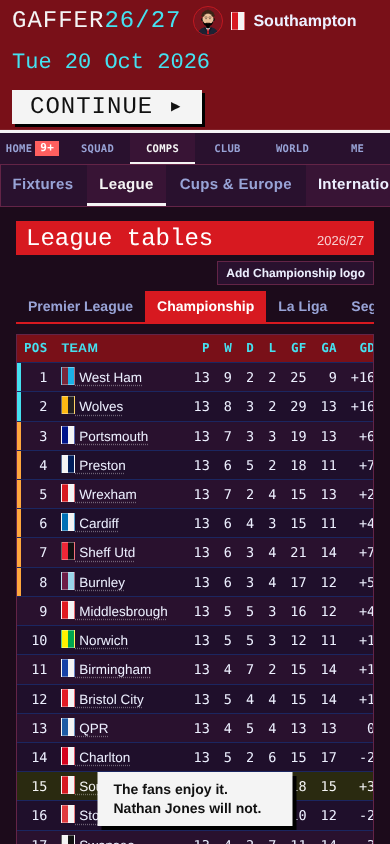 GAFFER26/27 Southampton
Tue 20 Oct 2026
CONTINUE ►
HOME 9+ SQUAD COMPS CLUB WORLD ME
Fixtures League Cups & Europe Internatio
League tables 2026/27
Add Championship logo
Premier League Championship La Liga
POS TEAM P W D L GF GA GD
1 West Ham 13 9 2 2 25 9 +16
2 Wolves 13 8 3 2 29 13 +16
3 Portsmouth 13 7 3 3 19 13 +6
4 Preston 13 6 5 2 18 11 +7
5 Wrexham 13 7 2 4 15 13 +2
6 Cardiff 13 6 4 3 15 11 +4
7 Sheff Utd 13 6 3 4 21 14 +7
8 Burnley 13 6 3 4 17 12 +5
9 Middlesbrough 13 5 5 3 16 12 +4
10 Norwich 13 5 5 3 12 11 +1
11 Birmingham 13 4 7 2 15 14 +1
12 Bristol City 13 5 4 4 15 14 +1
13 QPR 13 4 5 4 13 13 0
14 Charlton 13 5 2 6 15 17 -2
15 Sou 18 15 +3
16 Sto 12 -2
17
The fans enjoy it.
Nathan Jones will not.